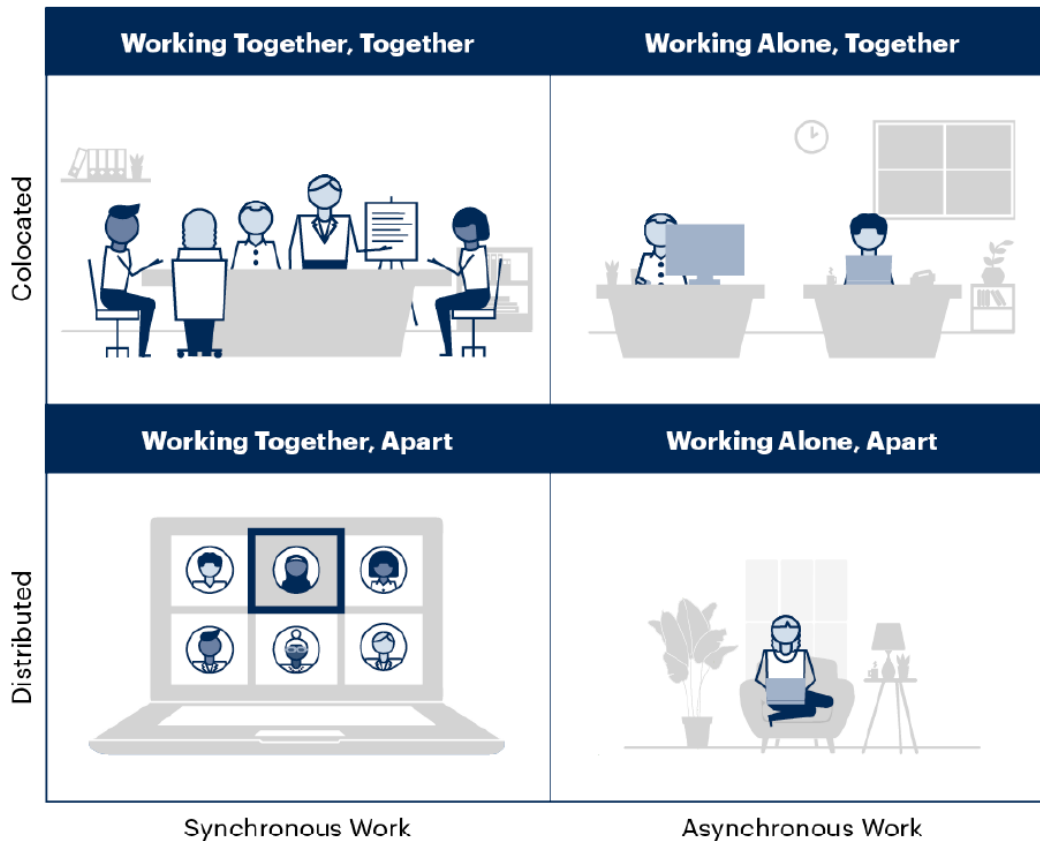 Working Together, Together
Working Alone, Together
Colocated
Working Together, Apart
Working Alone, Apart
Distributed
Synchronous Work
Asynchronous Work